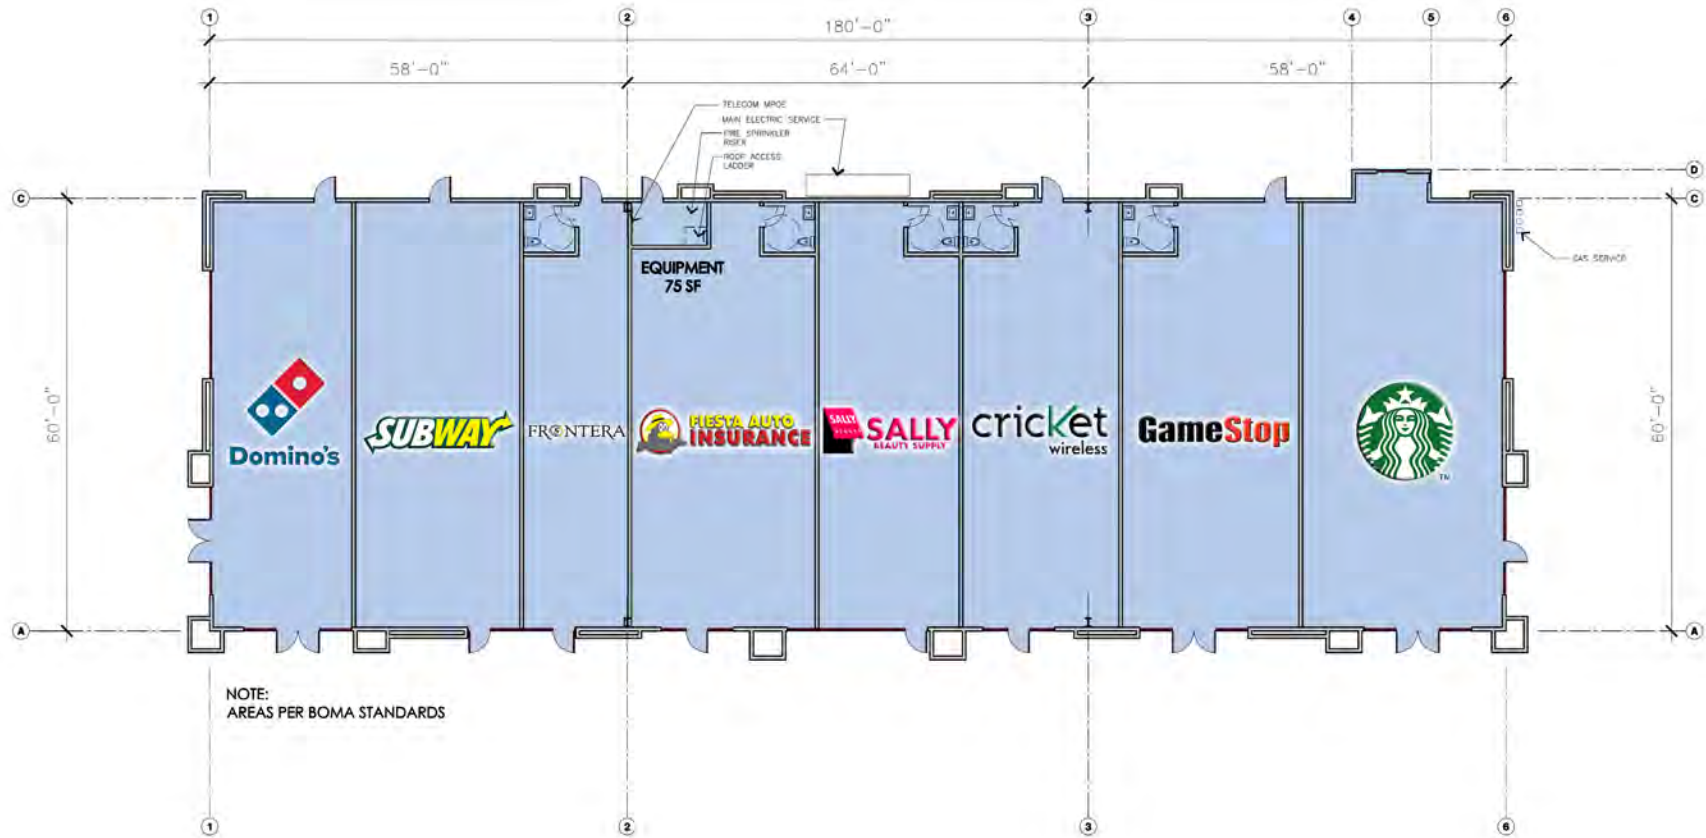 1 2 3 4 5 6
180'-0"
58'-0" 64'-0" 58'-0"
TELECOM MPOE
MAIN ELECTRIC SERVICE
FIRE SPRINKLER
RISER
ROOF ACCESS
LADDER
D
C C
GAS SERVICE
EQUIPMENT
75 SF
60'-0" 60'-0"
Domino's
SUBWAY
FRONTERA
FIESTA AUTO
INSURANCE
SALLY
SALLY
BEAUTY SUPPLY
cricket
wireless
GameStop
TM
A A
NOTE:
AREAS PER BOMA STANDARDS
1 2 3 6